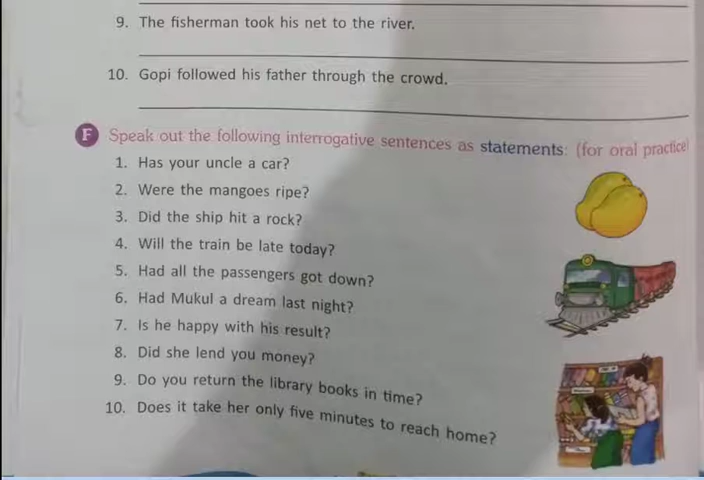 9. The fisherman took his net to the river.
10. Gopi followed his father through the crowd.
F Speak out the following interrogative sentences as statements: (for oral practice)
1. Has your uncle a car?
2. Were the mangoes ripe?
3. Did the ship hit a rock?
4. Will the train be late today?
5. Had all the passengers got down?
6. Had Mukul a dream last night?
7. Is he happy with his result?
8. Did she lend you money?
9. Do you return the library books in time?
10. Does it take her only five minutes to reach home?